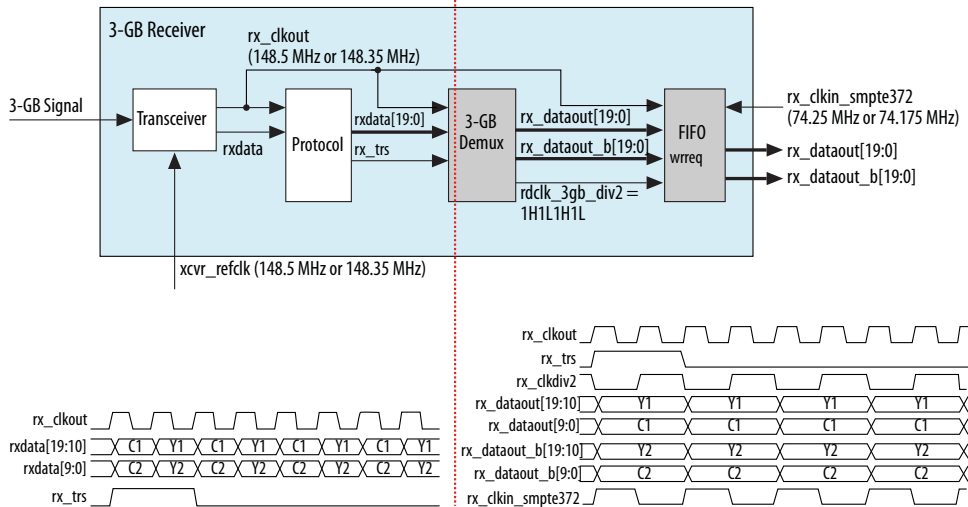 3-GB Receiver
rx_clkout
(148.5 MHz or 148.35 MHz)
3-GB Signal
Transceiver
rxdata
Protocol
rxdata[19:0]
rx_trs
3-GB
Demux
rx_dataout[19:0]
rx_dataout_b[19:0]
rdclk_3gb_div2 =
1H1L1H1L
FIFO
wrreq
rx_clkin_smpte372
(74.25 MHz or 74.175 MHz)
rx_dataout[19:0]
rx_dataout_b[19:0]
xcvr_refclk (148.5 MHz or 148.35 MHz)
rx_clkout
rxdata[19:10] C1 Y1 C1 Y1 C1 Y1 C1 Y1
rxdata[9:0] C2 Y2 C2 Y2 C2 Y2 C2 Y2
rx_trs
rx_clkout
rx_trs
rx_clkdiv2
rx_dataout[19:10] Y1 Y1 Y1 Y1
rx_dataout[9:0] C1 C1 C1 C1
rx_dataout_b[19:10] Y2 Y2 Y2 Y2
rx_dataout_b[9:0] C2 C2 C2 C2
rx_clkin_smpte372